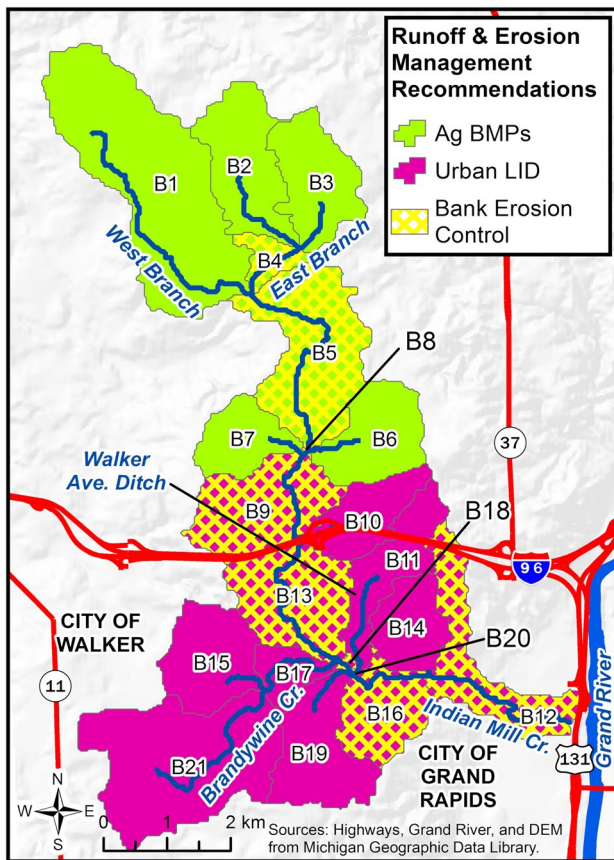 Runoff & Erosion
Management
Recommendations
Ag BMPs
Urban LID
Bank Erosion
Control
B1
B2
B3
B4
West Branch
East Branch
B5
B8
B7
B6
37
Walker
Ave. Ditch
B9
B10
B18
B11
96
B13
B14
CITY OF
WALKER
B20
B15
B17
11
B16
B12
Indian Mill Cr.
Grand River
Brandywine Cr.
B19
B21
CITY OF
GRAND
RAPIDS
131
N
W E
S
0 1 2 km
Sources: Highways, Grand River, and DEM
from Michigan Geographic Data Library.